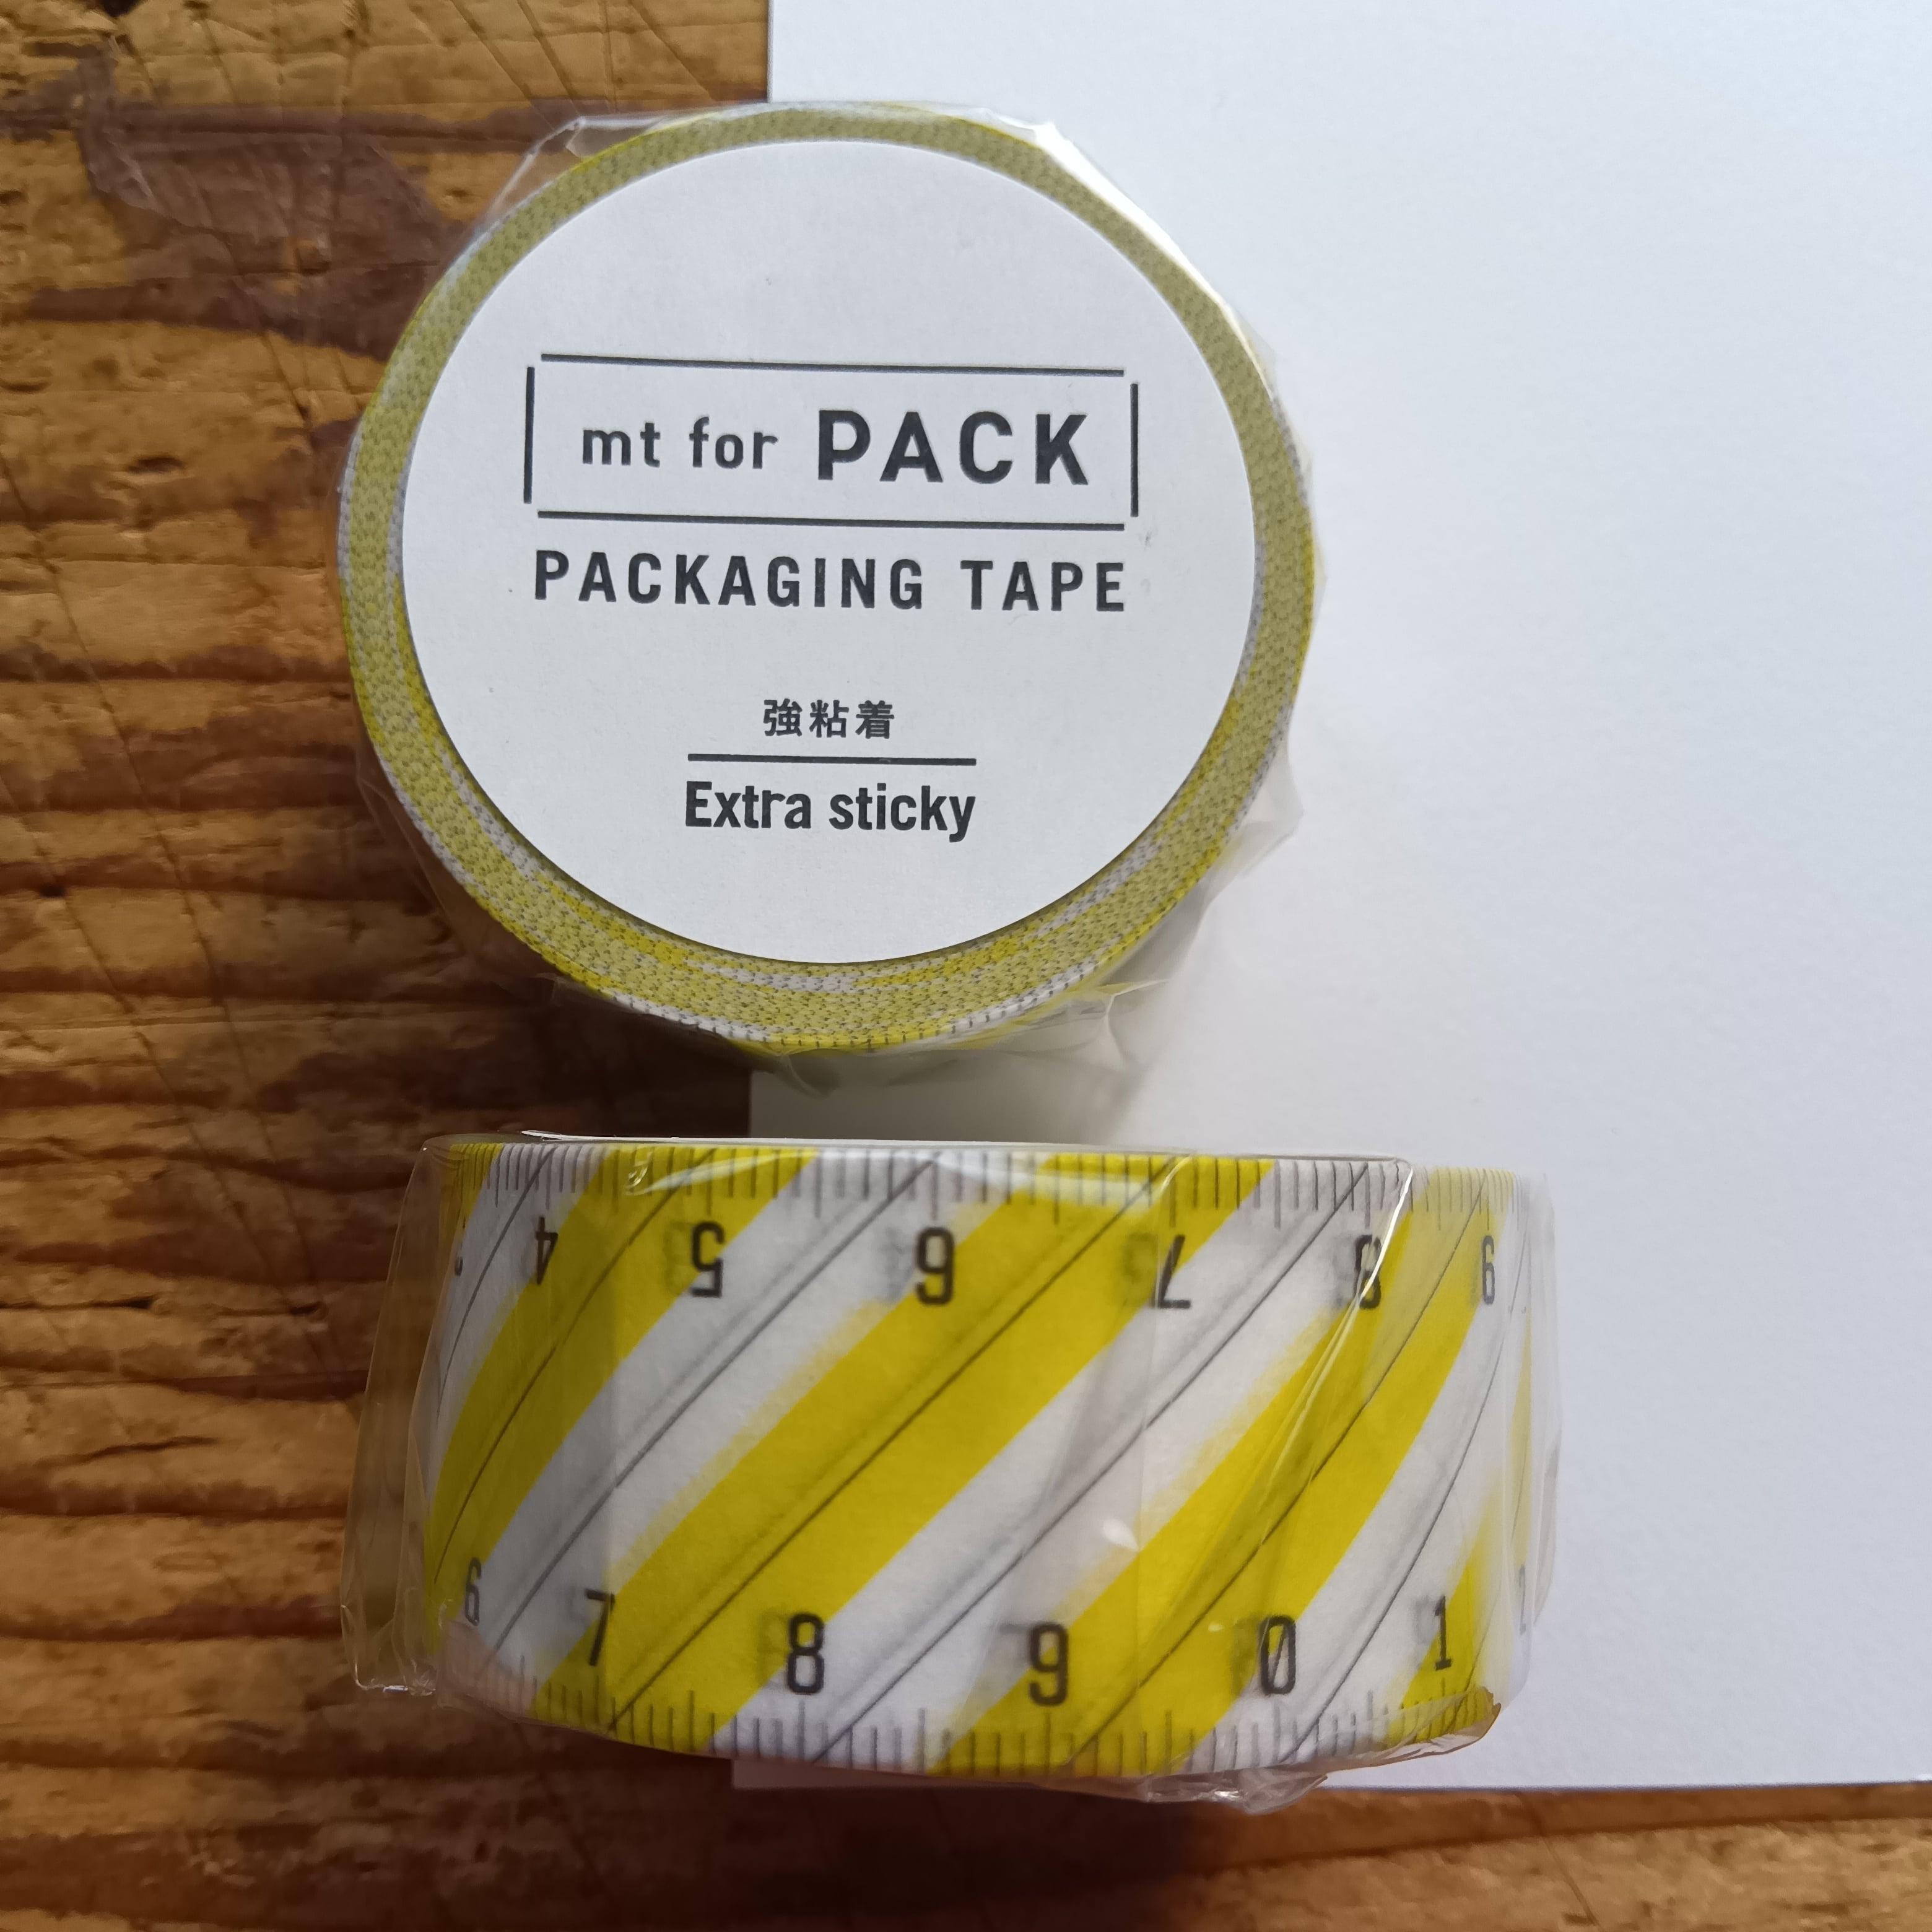 mt for PACK
PACKAGING TAPE
強粘着
Extra sticky
4 5 6 7 8 9
6 7 8 9 0 1